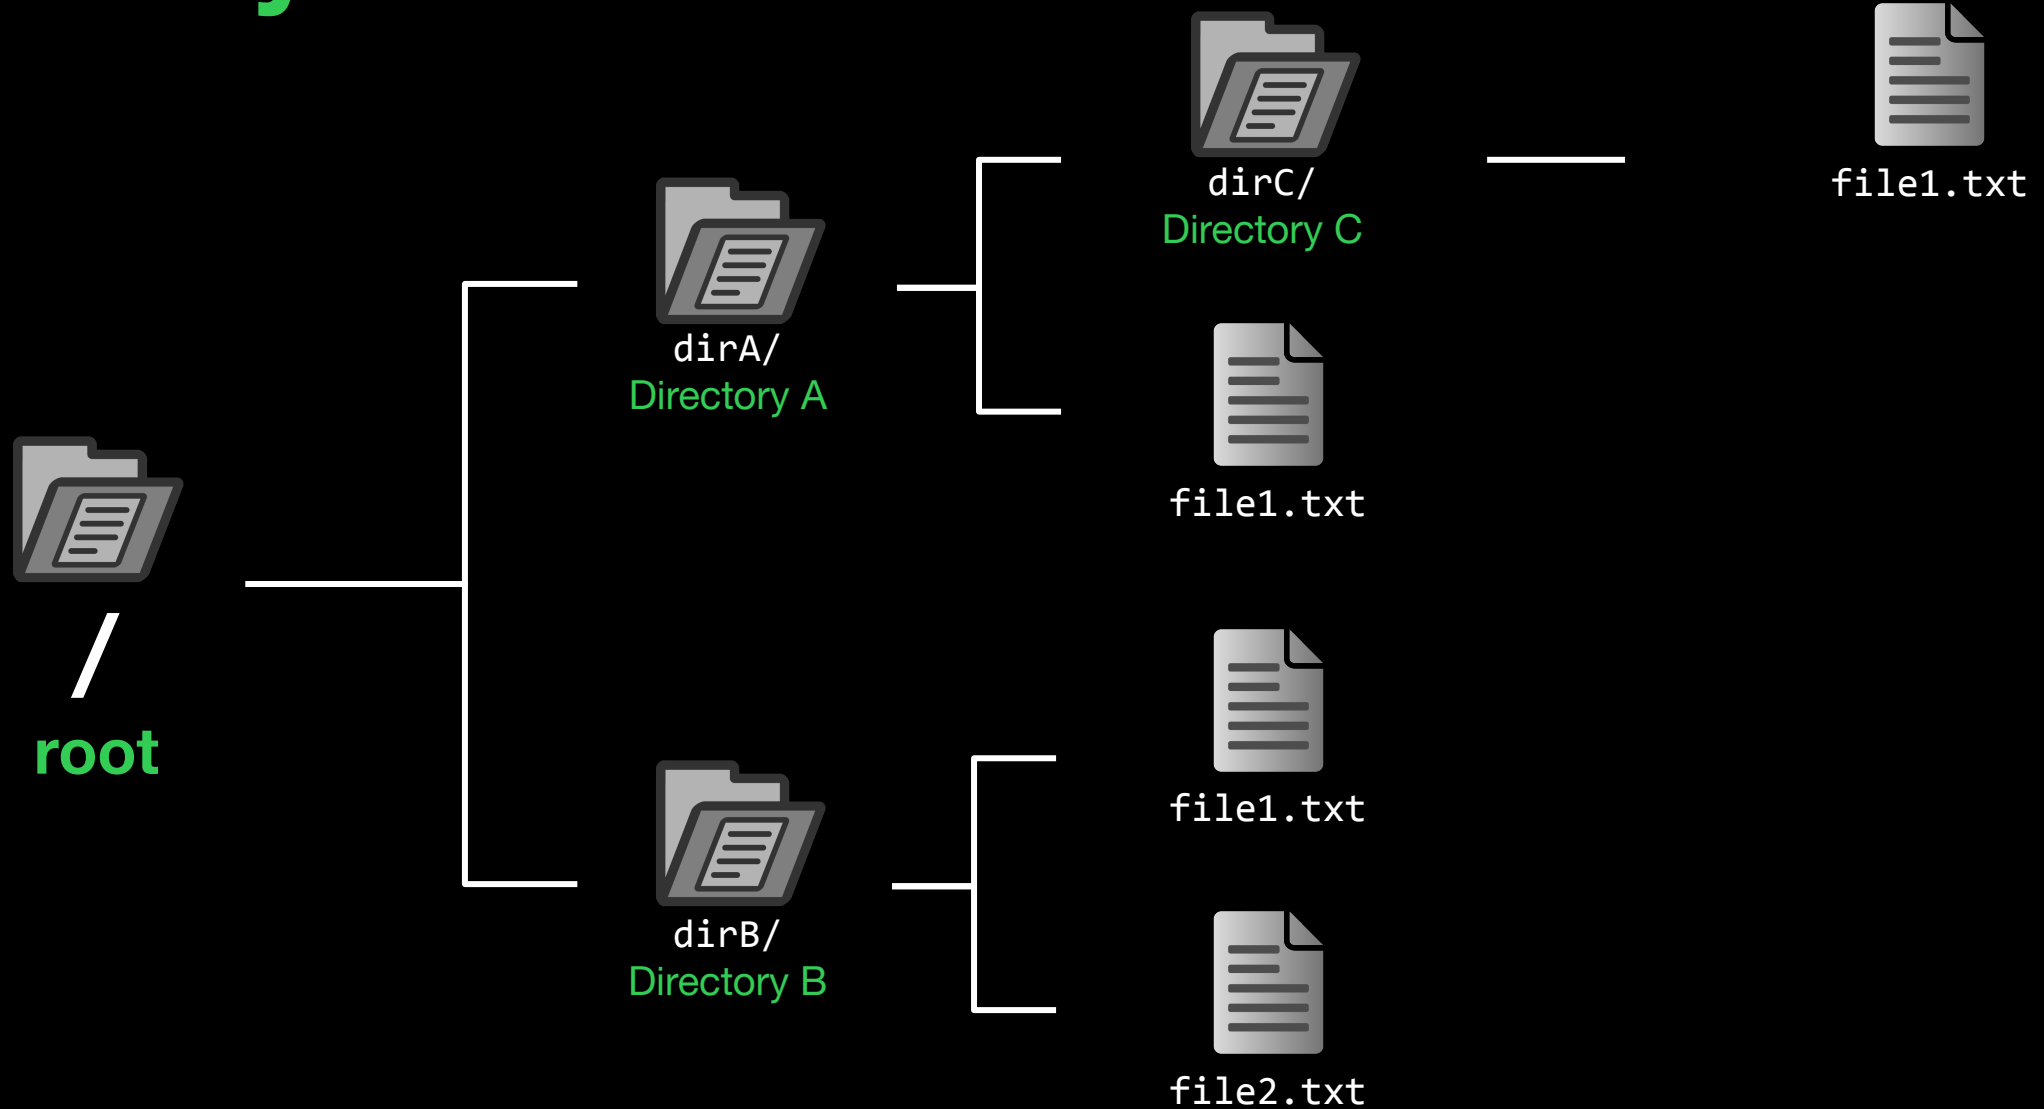 dirC/
Directory C
file1.txt
dirA/
Directory A
file1.txt
/
root
file1.txt
dirB/
Directory B
file2.txt